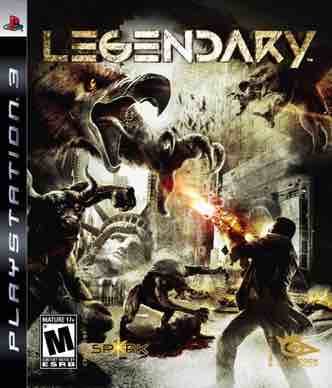 LEGENDARY
PLAYSTATION 3
MATURE 17+
M
ESRB
SPARK